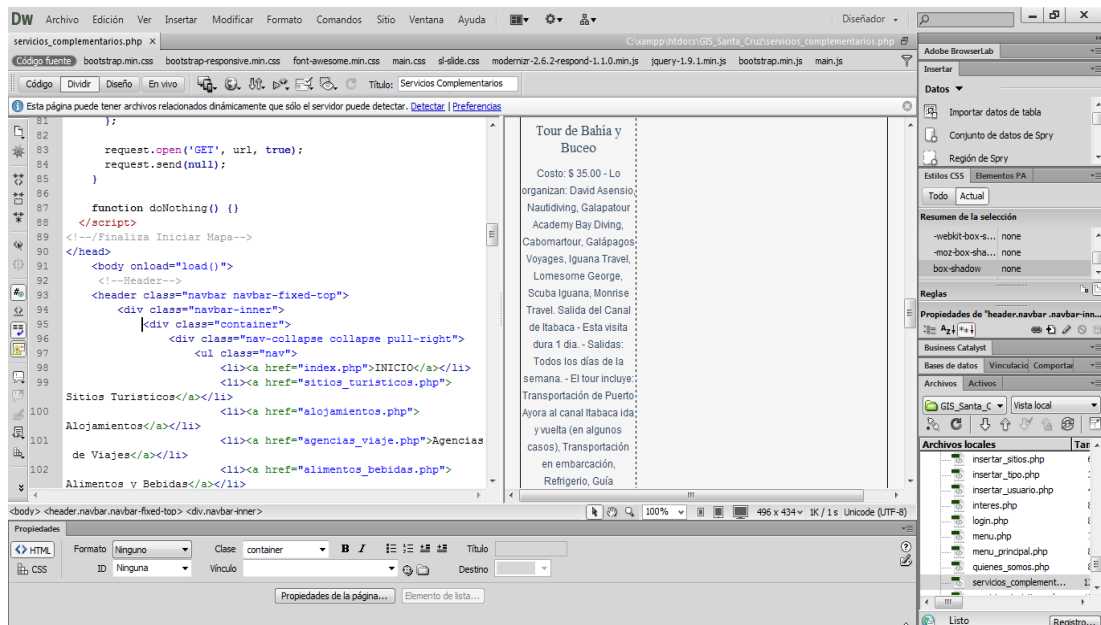 DW Archivo Edición Ver Insertar Modificar Formato Comandos Sitio Ventana Ayuda Diseñador
servicios_complementarios.php × C:\xampp\htdocs\GIS_Santa_Cruz\servicios_complementarios.php
Código fuente bootstrap.min.css bootstrap-responsive.min.css font-awesome.min.css main.css sl-slide.css modernizr-2.6.2-respond-1.1.0.min.js jquery-1.9.1.min.js bootstrap.min.js main.js
Código Dividir Diseño En vivo Título: Servicios Complementarios
Esta página puede tener archivos relacionados dinámicamente que sólo el servidor puede detectar. Detectar | Preferencias
81 };
82
83 request.open('GET', url, true);
84 request.send(null);
85 }
86
87 function doNothing() {}
88 </script>
89 <!--/Finaliza Iniciar Mapa-->
90 </head>
91 <body onload="load()">
92 <!--Header-->
93 <header class="navbar navbar-fixed-top">
94 <div class="navbar-inner">
95 <div class="container">
96 <div class="nav-collapse collapse pull-right">
97 <ul class="nav">
98 <li><a href="index.php">INICIO</a></li>
99 <li><a href="sitios_turisticos.php">
Sitios Turisticos</a></li>
100 <li><a href="alojamientos.php">
Alojamientos</a></li>
101 <li><a href="agencias_viaje.php">Agencias
de Viajes</a></li>
102 <li><a href="alimentos_bebidas.php">
Alimentos y Bebidas</a></li>
Tour de Bahia y
Buceo
Costo: $ 35.00 - Lo
organizan: David Asensio,
Nautidiving, Galapatour
Academy Bay Diving,
Cabomartour, Galápagos
Voyages, Iguana Travel,
Lomesome George,
Scuba Iguana, Monrise
Travel. Salida del Canal
de Itabaca - Esta visita
dura 1 dia. - Salidas:
Todos los días de la
semana. - El tour incluye:
Transportación de Puerto
Ayora al canal Itabaca ida
y vuelta (en algunos
casos), Transportación
en embarcación,
Refrigerio, Guía
<body> <header.navbar.navbar-fixed-top> <div.navbar-inner> 100% 496 x 434 1K / 1 s Unicode (UTF-8)
Propiedades
HTML Formato Ninguno Clase container B I Título
CSS ID Ninguna Vínculo Destino
Propiedades de la página... Elemento de lista...
Adobe BrowserLab
Insertar
Datos
Importar datos de tabla
Conjunto de datos de Spry
Región de Spry
Estilos CSS Elementos PA
Todo Actual
Resumen de la selección
-webkit-box-s... none
-moz-box-sha... none
box-shadow none
Reglas
Propiedades de "header.navbar .navbar-inn...
Business Catalyst
Bases de datos Vinculacio Comportar
Archivos Activos
GIS_Santa_C Vista local
Archivos locales Tar
insertar_sitios.php
insertar_tipo.php
insertar_usuario.php
interes.php
login.php
menu.php
menu_principal.php
quienes_somos.php
servicios_complement...
Listo Registro...